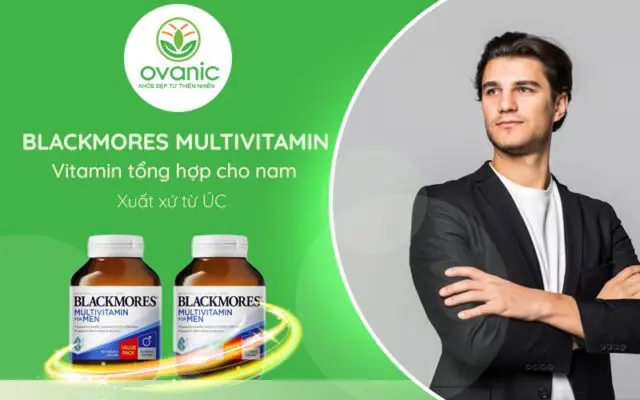 ovanic
KHỎE ĐẸP TỪ THIÊN NHIÊN
BLACKMORES MULTIVITAMIN
Vitamin tổng hợp cho nam
Xuất xứ từ ÚC
BLACKMORES
MULTIVITAMIN
FOR MEN
VALUE
PACK
BLACKMORES
MULTIVITAMIN
FOR MEN